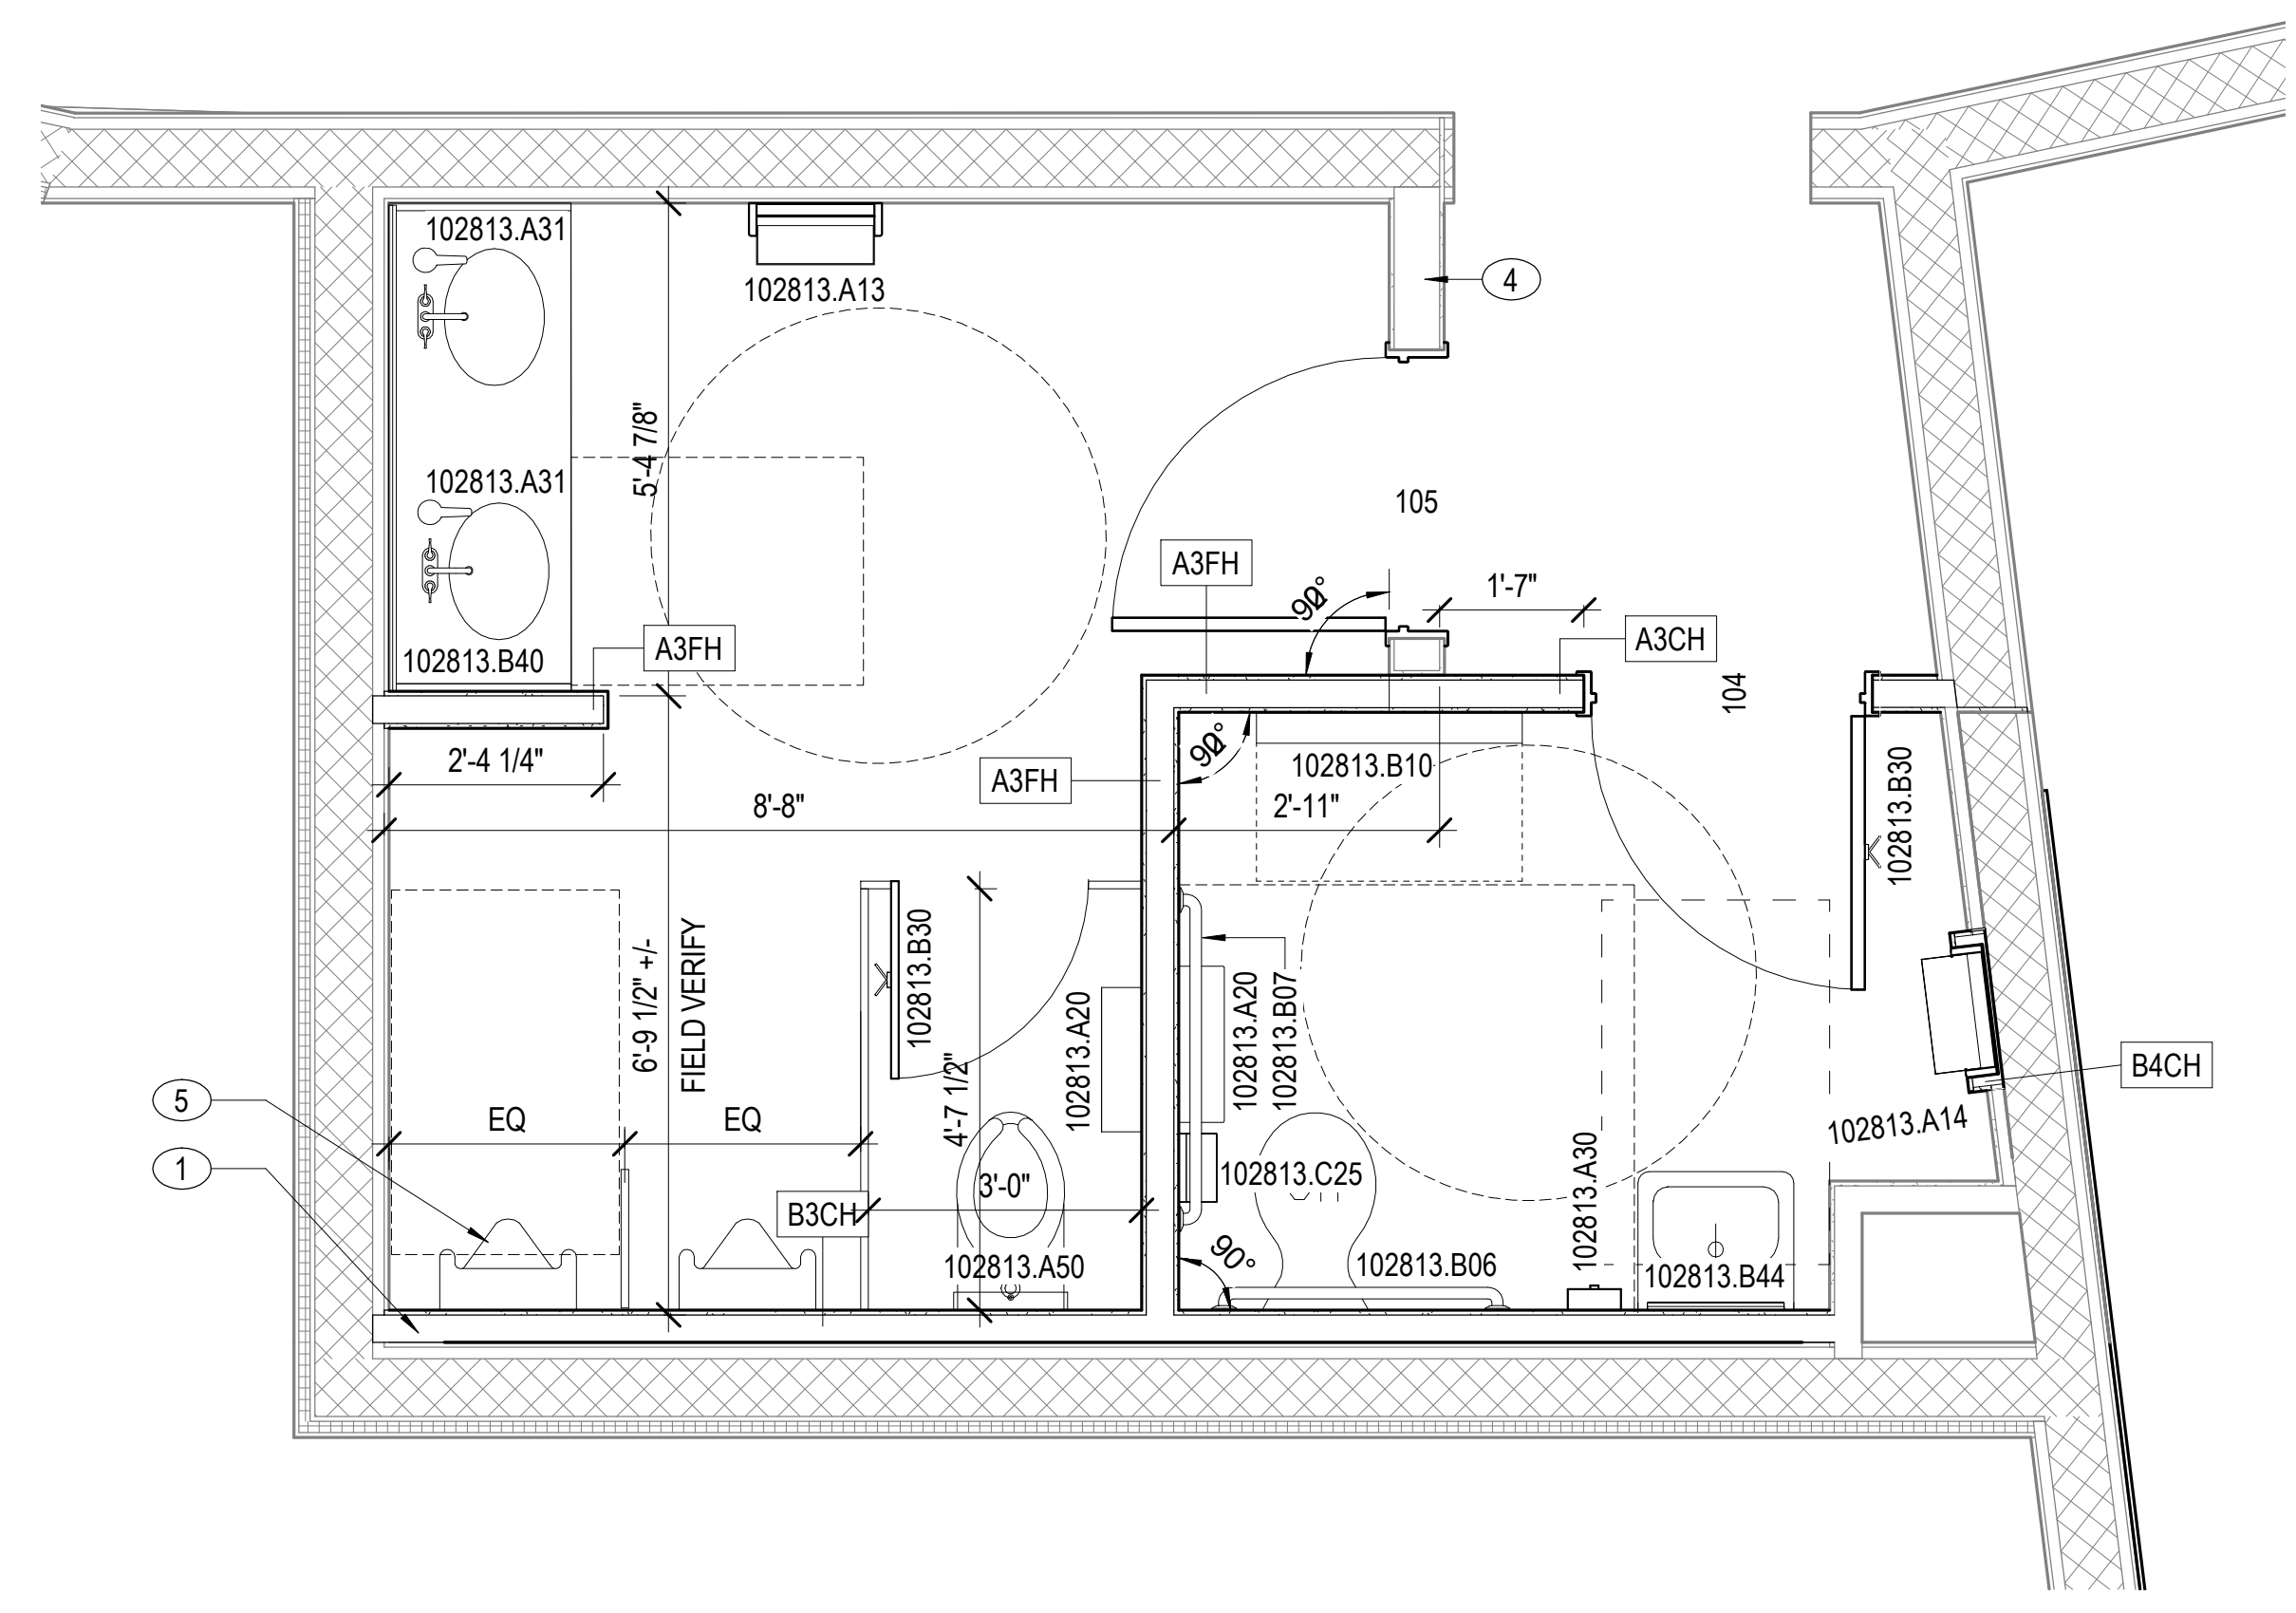 102813.A31
102813.A13
4
5'-4 7/8"
102813.A31
105
A3FH
90°
1'-7"
A3CH
A3FH
102813.B40
104
2'-4 1/4"
90°
A3FH
102813.B10
102813.B30
8'-8"
2'-11"
102813.B30
6'-9 1/2" +/-
FIELD VERIFY
4'-7 1/2"
102813.A20
102813.A20
102813.B07
B4CH
5
EQ
EQ
102813.A14
1
3'-0"
102813.C25
102813.A30
B3CH
90°
102813.A50
102813.B06
102813.B44